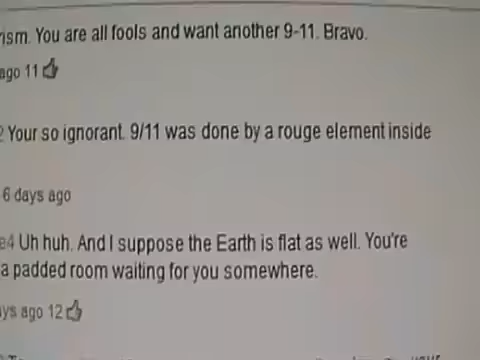 ism. You are all fools and want another 9-11. Bravo.
ago 11
Your so ignorant. 9/11 was done by a rouge element inside
6 days ago
e4 Uh huh. And I suppose the Earth is flat as well. You're
a padded room waiting for you somewhere.
ys ago 12